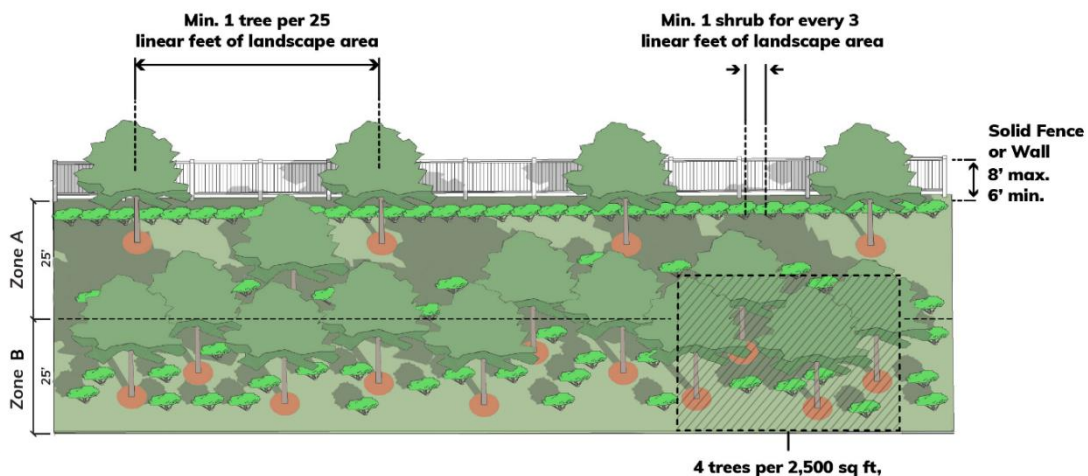 Min. 1 tree per 25
linear feet of landscape area
Min. 1 shrub for every 3
linear feet of landscape area
Solid Fence
or Wall
8' max.
6' min.
Zone A
25'
Zone B
25'
4 trees per 2,500 sq ft,